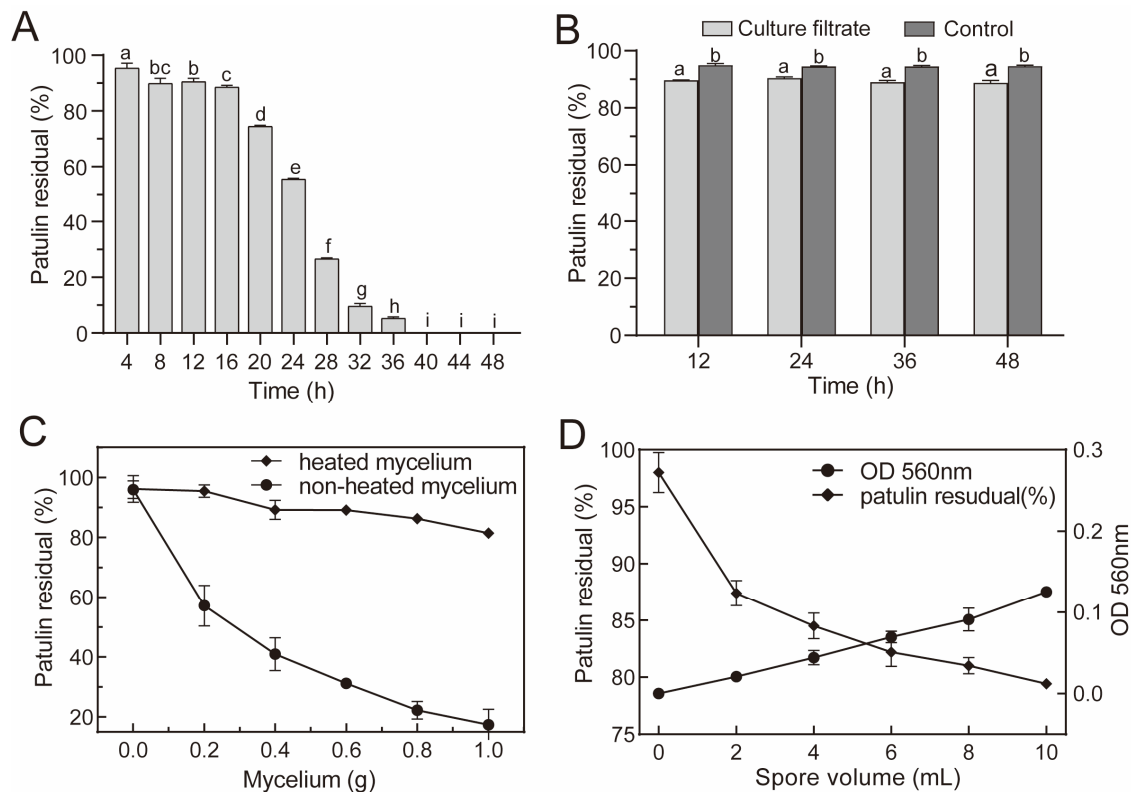 A
Patulin residual (%)
100
80
60
40
20
0
a
bc
b
c
d
e
f
g
h
i
i
i
4 8 12 16 20 24 28 32 36 40 44 48
Time (h)
B
Culture filtrate Control
Patulin residual (%)
100
80
60
40
20
0
a b a b a b a b
12 24 36 48
Time (h)
C
heated mycelium
non-heated mycelium
Patulin residual (%)
100
80
60
40
20
0.0 0.2 0.4 0.6 0.8 1.0
Mycelium (g)
D
OD 560nm
patulin resudual(%)
Patulin residual (%)
100
95
90
85
80
75
0.3
0.2
0.1
0.0
OD 560nm
0 2 4 6 8 10
Spore volume (mL)